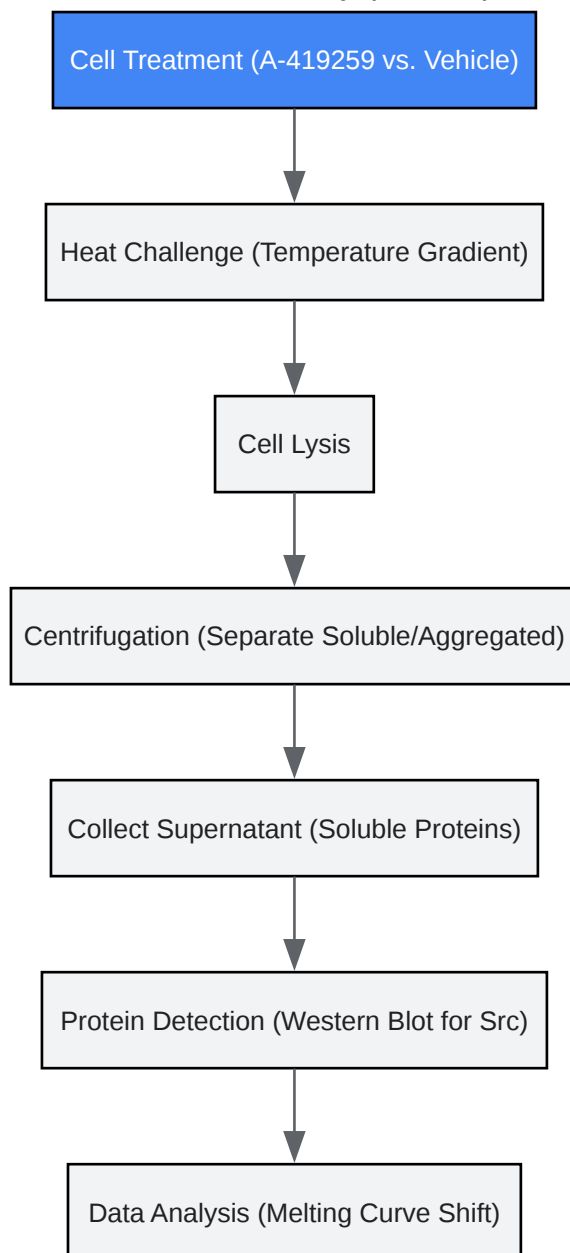 Cell Treatment (A-419259 vs. Vehicle)
Heat Challenge (Temperature Gradient)
Cell Lysis
Centrifugation (Separate Soluble/Aggregated)
Collect Supernatant (Soluble Proteins)
Protein Detection (Western Blot for Src)
Data Analysis (Melting Curve Shift)